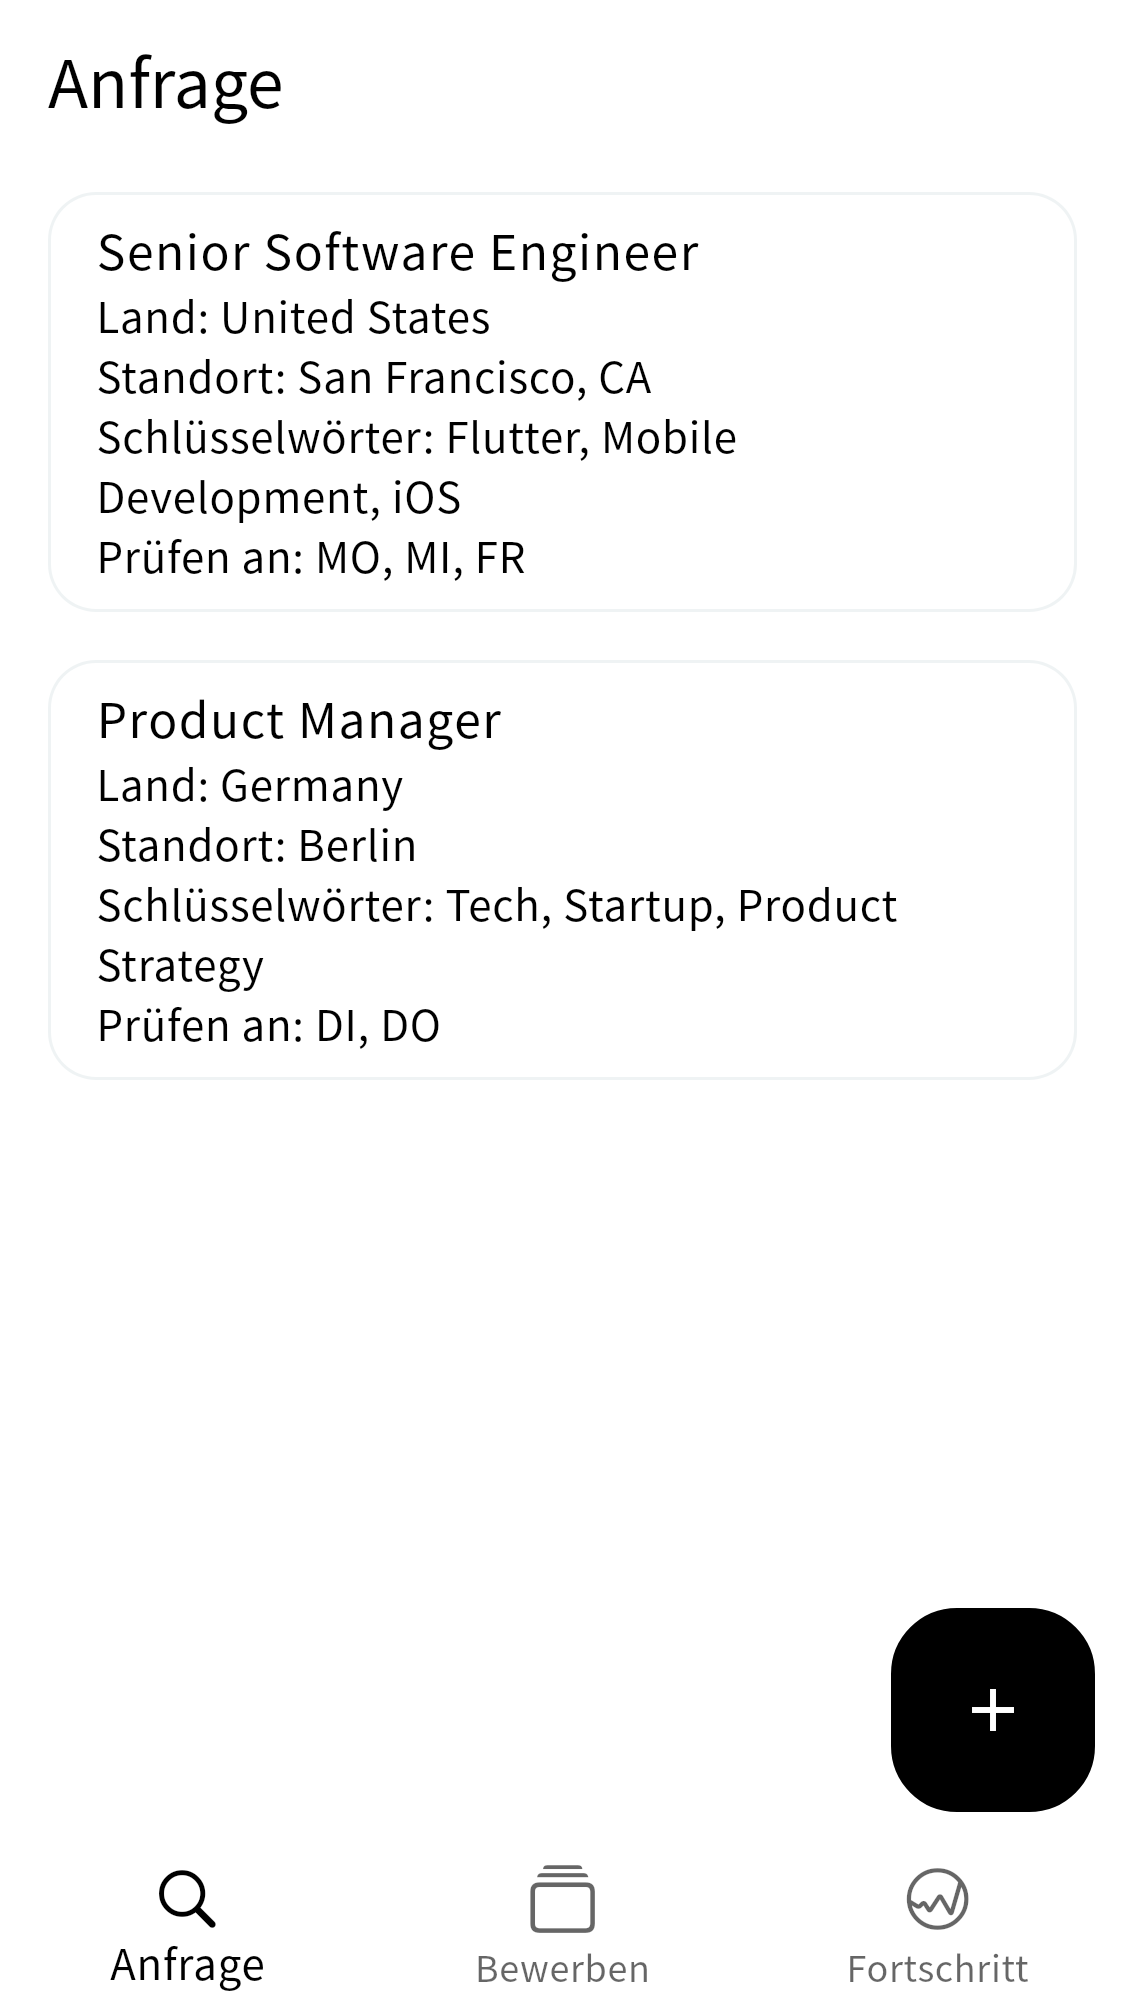 Anfrage
Senior Software Engineer
Land: United States
Standort: San Francisco, CA
Schlüsselwörter: Flutter, Mobile
Development, iOS
Prüfen an: MO, MI, FR
Product Manager
Land: Germany
Standort: Berlin
Schlüsselwörter: Tech, Startup, Product
Strategy
Prüfen an: DI, DO
Anfrage
Bewerben
Fortschritt